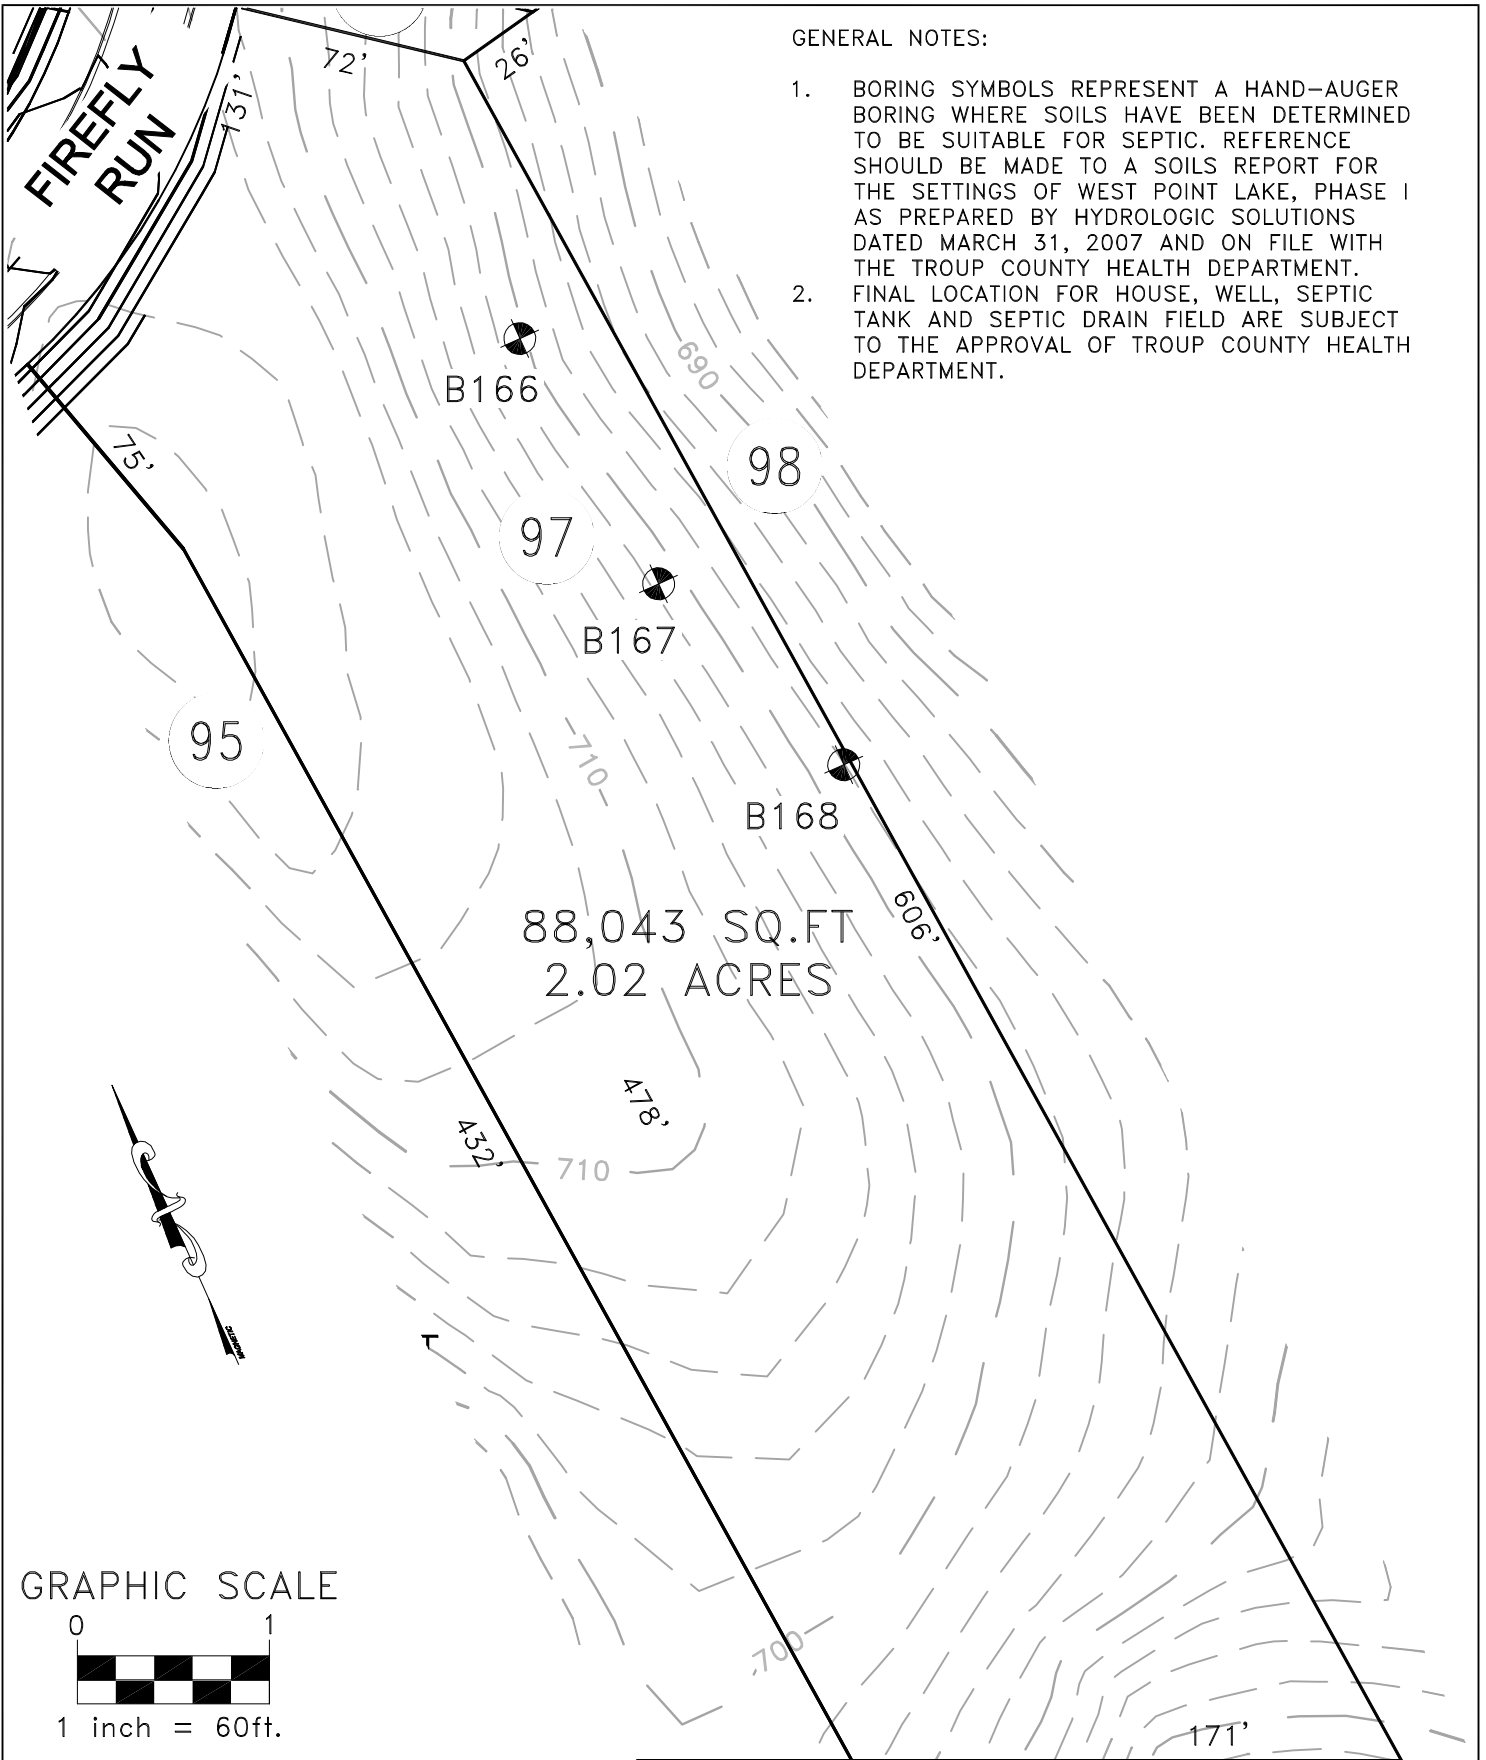 GENERAL NOTES:
1. BORING SYMBOLS REPRESENT A HAND-AUGER
BORING WHERE SOILS HAVE BEEN DETERMINED
TO BE SUITABLE FOR SEPTIC. REFERENCE
SHOULD BE MADE TO A SOILS REPORT FOR
THE SETTINGS OF WEST POINT LAKE, PHASE I
AS PREPARED BY HYDROLOGIC SOLUTIONS
DATED MARCH 31, 2007 AND ON FILE WITH
THE TROUP COUNTY HEALTH DEPARTMENT.
2. FINAL LOCATION FOR HOUSE, WELL, SEPTIC
TANK AND SEPTIC DRAIN FIELD ARE SUBJECT
TO THE APPROVAL OF TROUP COUNTY HEALTH
DEPARTMENT.
72'
26'
131'
FIREFLY
RUN
690
B166
75'
98
97
B167
95
710
B168
606'
88,043 SQ.FT
2.02 ACRES
478'
432'
710
MAGNETIC
GRAPHIC SCALE
0 1
1 inch = 60ft.
700
171'